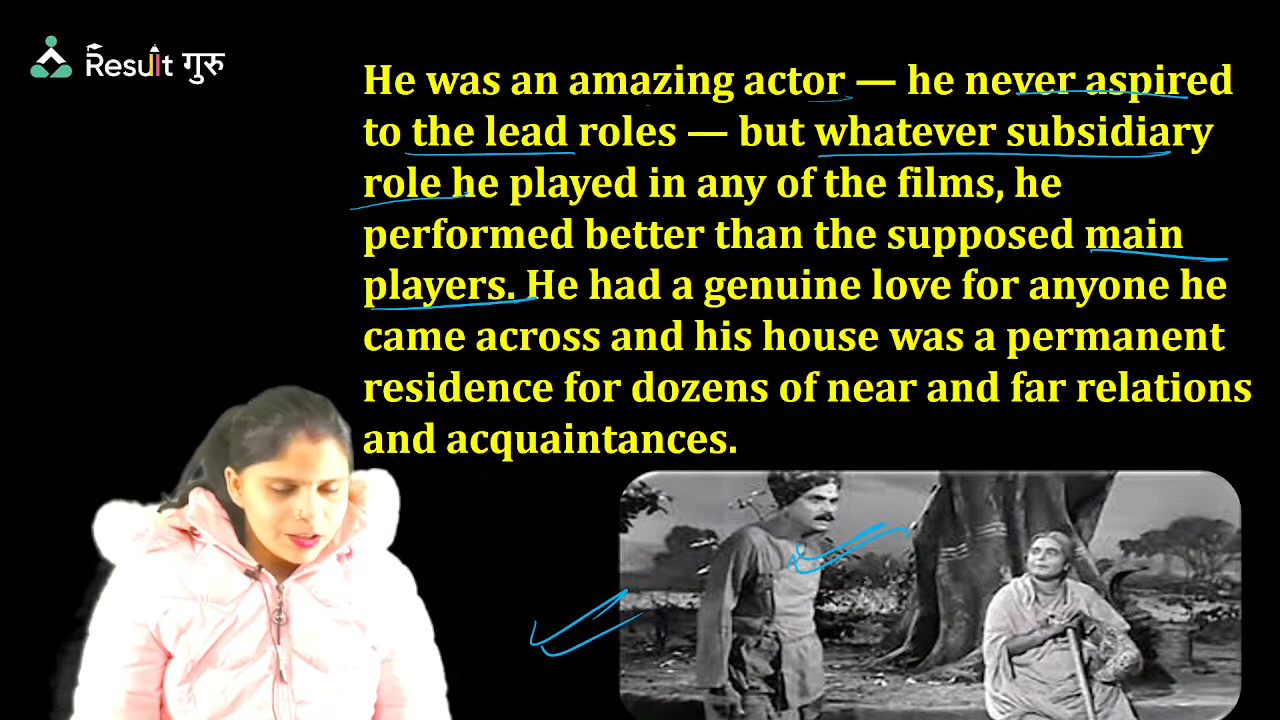 Result गुरु
He was an amazing actor — he never aspired
to the lead roles — but whatever subsidiary
role he played in any of the films, he
performed better than the supposed main
players. He had a genuine love for anyone he
came across and his house was a permanent
residence for dozens of near and far relations
and acquaintances.